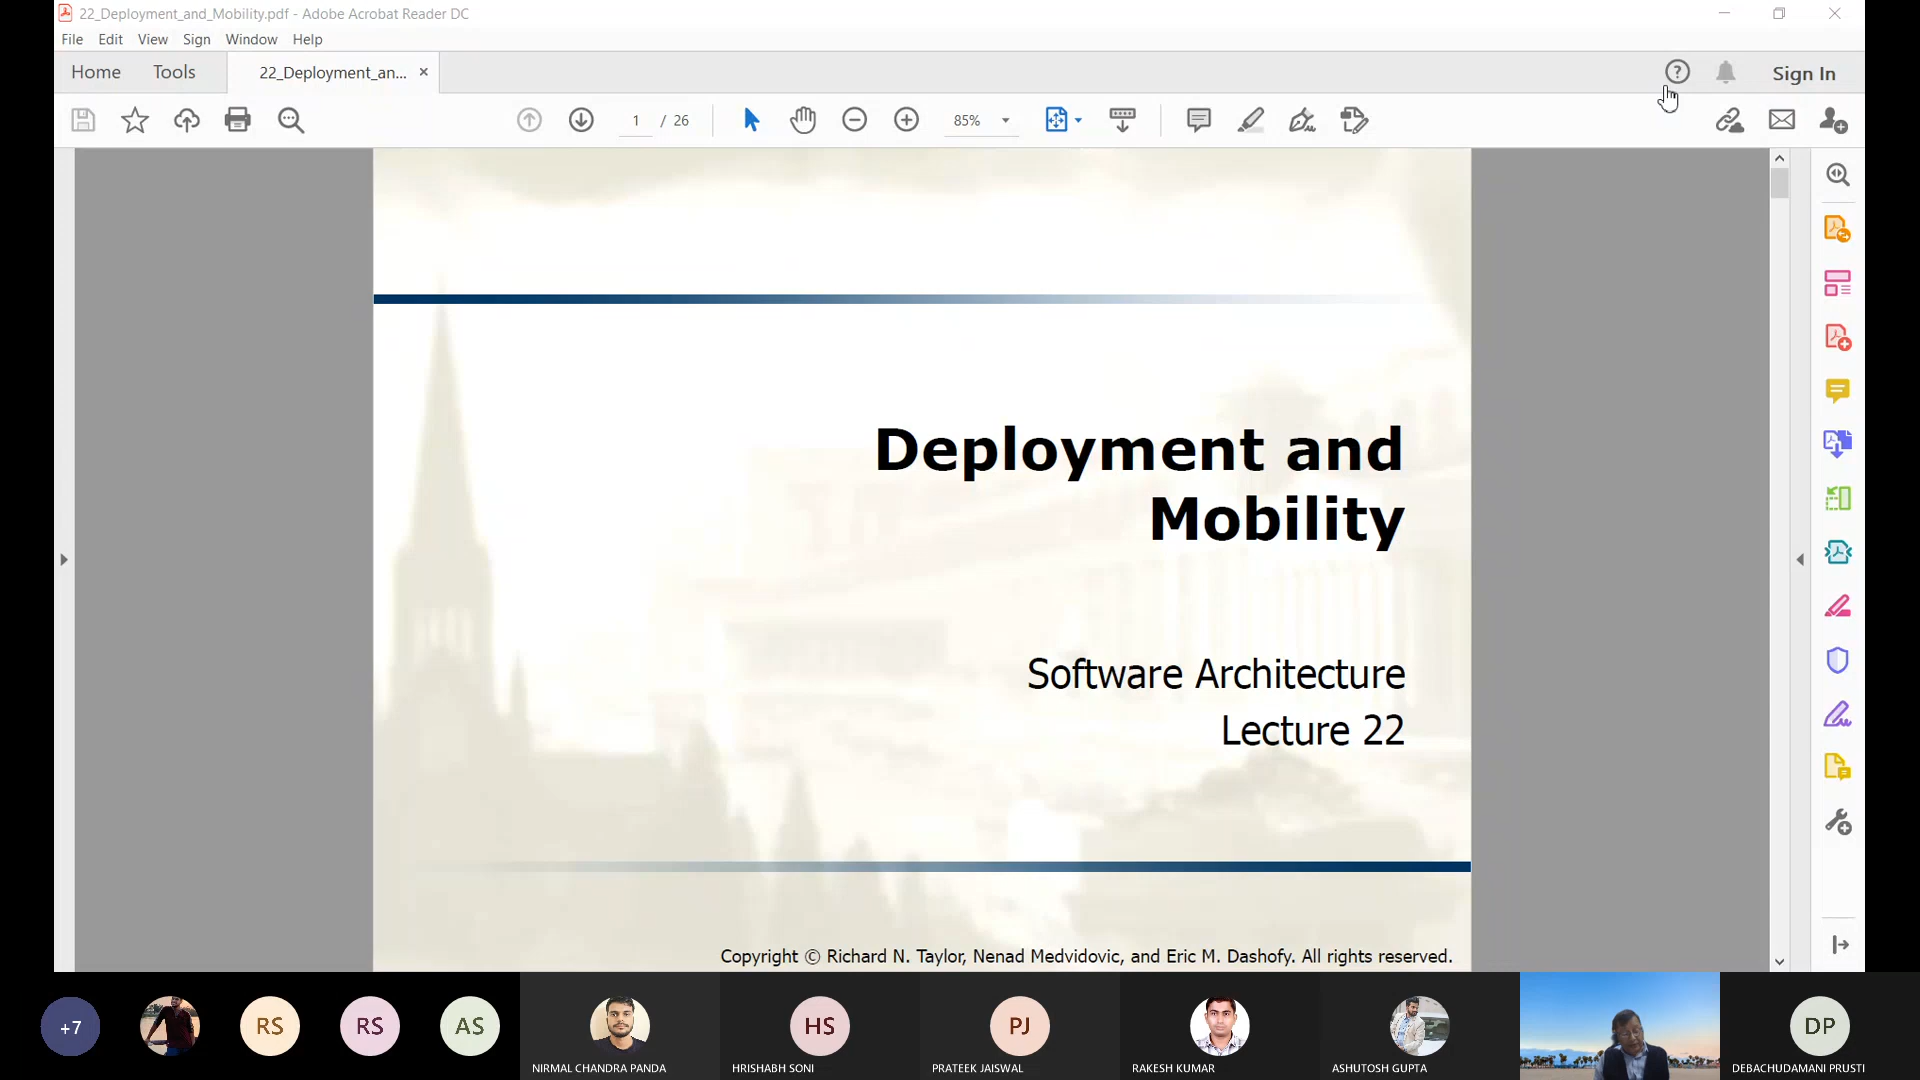 22_Deployment_and_Mobility.pdf - Adobe Acrobat Reader DC
File Edit View Sign Window Help
Home Tools 22_Deployment_an... × Sign In
1 / 26 85%
Deployment and
Mobility
Software Architecture
Lecture 22
Copyright © Richard N. Taylor, Nenad Medvidovic, and Eric M. Dashofy. All rights reserved.
+7 RS RS AS HS PJ DP
NIRMAL CHANDRA PANDA HRISHABH SONI PRATEEK JAISWAL RAKESH KUMAR ASHUTOSH GUPTA DEBACHUDAMANI PRUSTI